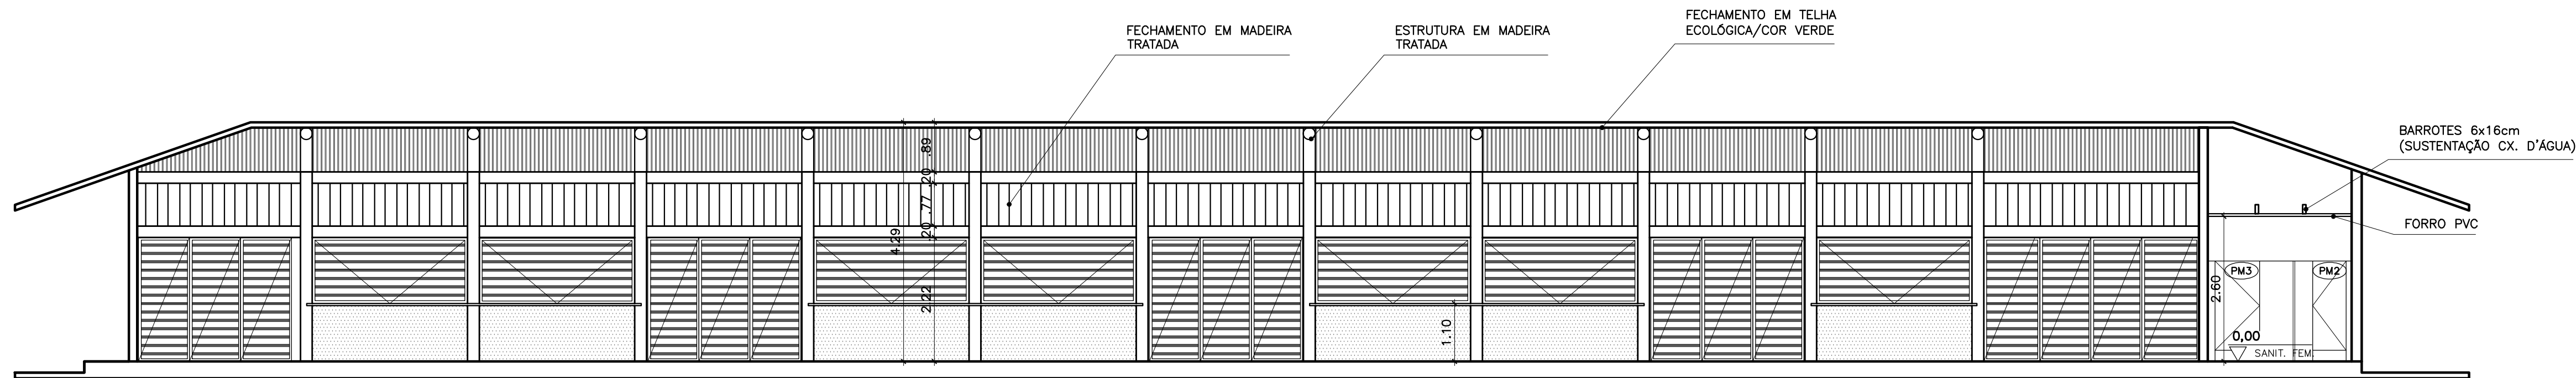 FECHAMENTO EM MADEIRA
TRATADA
ESTRUTURA EM MADEIRA
TRATADA
FECHAMENTO EM TELHA
ECOLÓGICA/COR VERDE
BARROTES 6x16cm
(SUSTENTAÇÃO CX. D'ÁGUA)
FORRO PVC
.89
.20
.77
.20
4.29
2.22
1.10
2.60
PM3
PM2
0,00
SANIT. FEM.